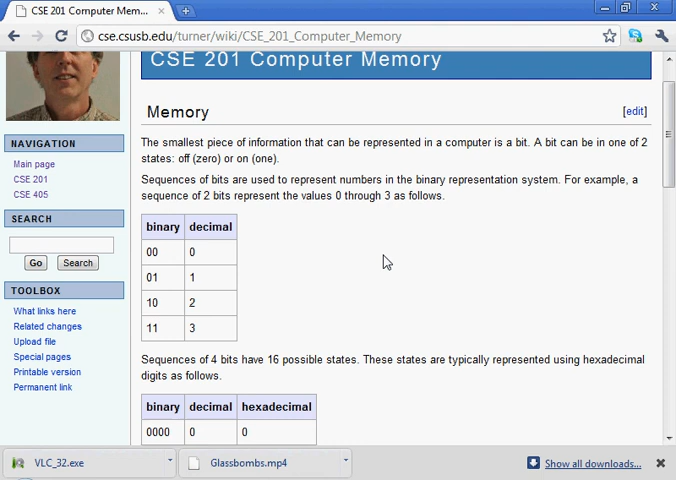 CSE 201 Computer Mem...
cse.csusb.edu/turner/wiki/CSE_201_Computer_Memory
CSE 201 Computer Memory
Memory
[edit]
The smallest piece of information that can be represented in a computer is a bit. A bit can be in one of 2
states: off (zero) or on (one).
Sequences of bits are used to represent numbers in the binary representation system. For example, a
sequence of 2 bits represent the values 0 through 3 as follows.
binary decimal
00 0
01 1
10 2
11 3
Sequences of 4 bits have 16 possible states. These states are typically represented using hexadecimal
digits as follows.
binary decimal hexadecimal
0000 0 0
NAVIGATION
Main page
CSE 201
CSE 405
SEARCH
Go Search
TOOLBOX
What links here
Related changes
Upload file
Special pages
Printable version
Permanent link
VLC_32.exe
Glassbombs.mp4
Show all downloads...